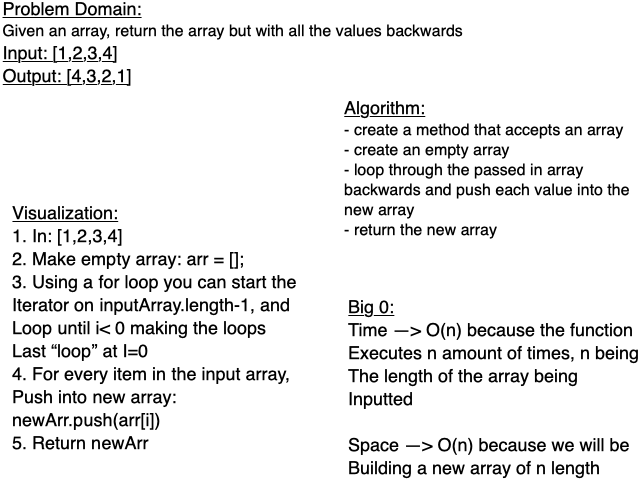 Problem Domain:
Given an array, return the array but with all the values backwards
Input: [1,2,3,4]
Output: [4,3,2,1]
Algorithm:
- create a method that accepts an array
- create an empty array
- loop through the passed in array
backwards and push each value into the
new array
- return the new array
Visualization:
1. In: [1,2,3,4]
2. Make empty array: arr = [];
3. Using a for loop you can start the
Iterator on inputArray.length-1, and
Loop until i< 0 making the loops
Last “loop” at I=0
4. For every item in the input array,
Push into new array:
newArr.push(arr[i])
5. Return newArr
Big 0:
Time —> O(n) because the function
Executes n amount of times, n being
The length of the array being
Inputted
Space —> O(n) because we will be
Building a new array of n length